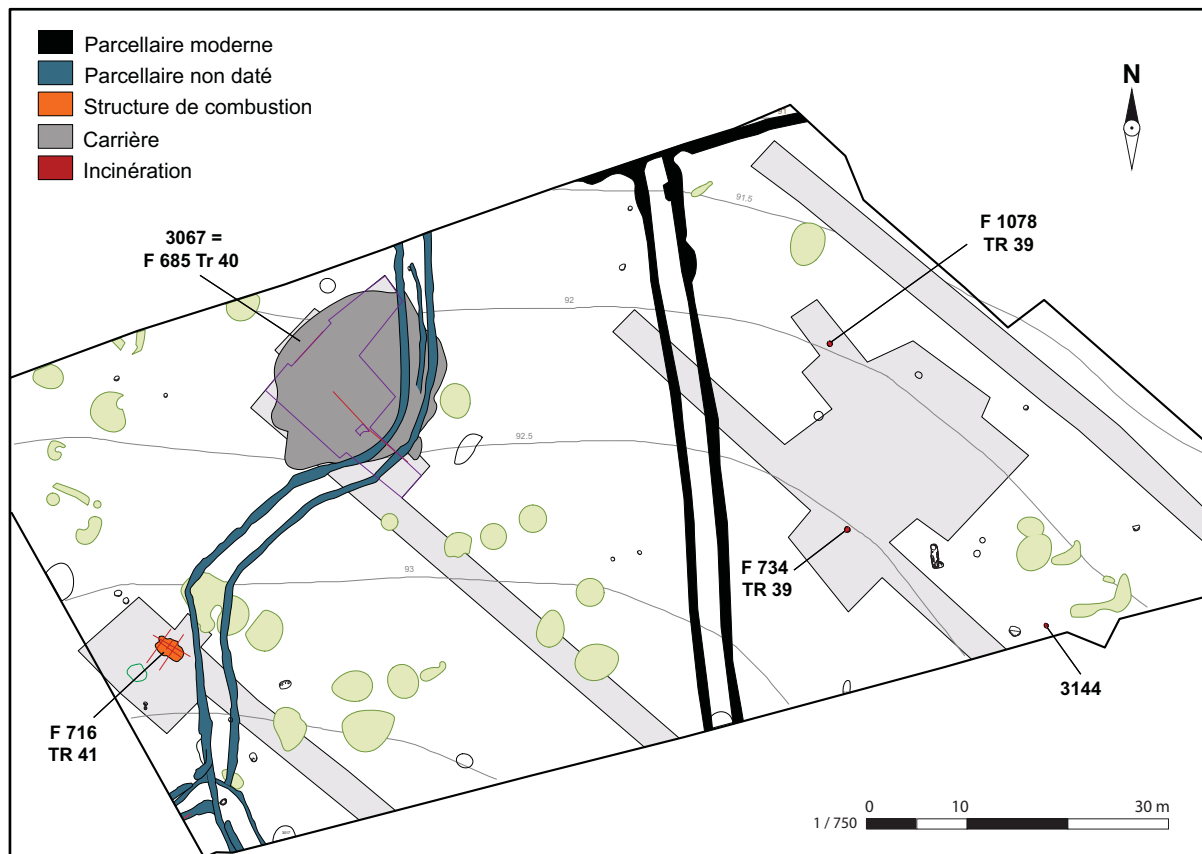 Parcellaire moderne
Parcellaire non daté
Structure de combustion
Carrière
Incinération
N
91
91.5
3067 =
F 685 Tr 40
F 1078
TR 39
92
92.5
F 734
TR 39
93
3144
F 716
TR 41
0 10 30 m
1 / 750